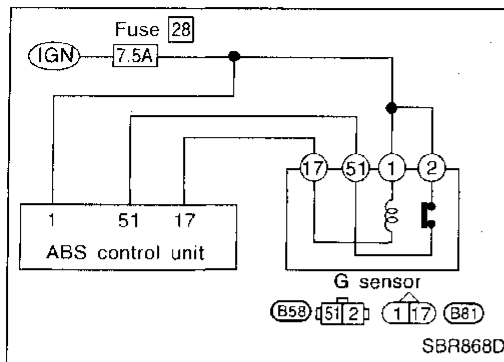 Fuse 28
IGN 7.5A
17 51 1 2
1 51 17
ABS control unit
G sensor
B58 51 2 1 17 B81
SBR868D